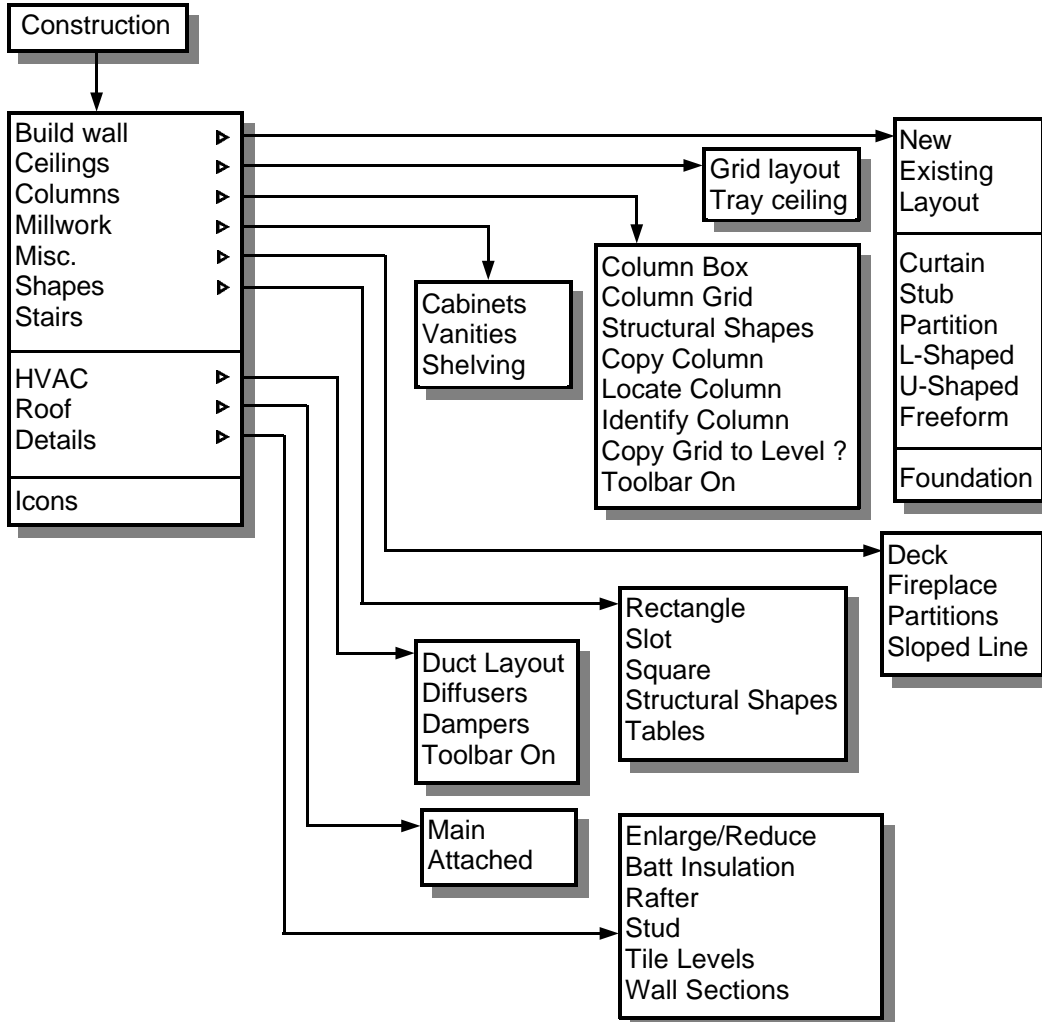 Construction
Build wall
Ceilings
Columns
Millwork
Misc.
Shapes
Stairs
HVAC
Roof
Details
Icons
New
Existing
Layout
Curtain
Stub
Partition
L-Shaped
U-Shaped
Freeform
Foundation
Grid layout
Tray ceiling
Column Box
Column Grid
Structural Shapes
Copy Column
Locate Column
Identify Column
Copy Grid to Level ?
Toolbar On
Cabinets
Vanities
Shelving
Deck
Fireplace
Partitions
Sloped Line
Rectangle
Slot
Square
Structural Shapes
Tables
Duct Layout
Diffusers
Dampers
Toolbar On
Main
Attached
Enlarge/Reduce
Batt Insulation
Rafter
Stud
Tile Levels
Wall Sections